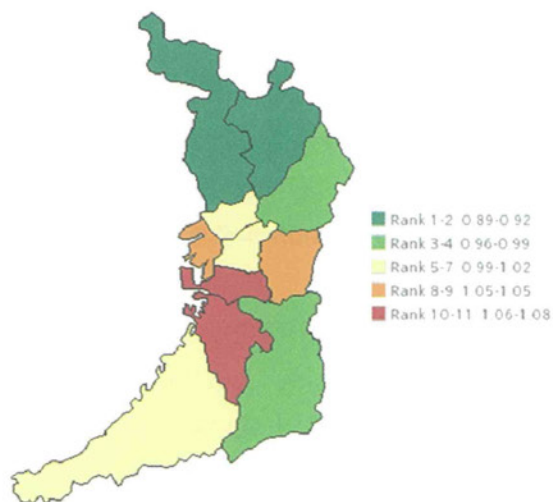 Rank 1-2 0.89-0.92
Rank 3-4 0.96-0.99
Rank 5-7 0.99-1.02
Rank 8-9 1.05-1.05
Rank 10-11 1.06-1.08